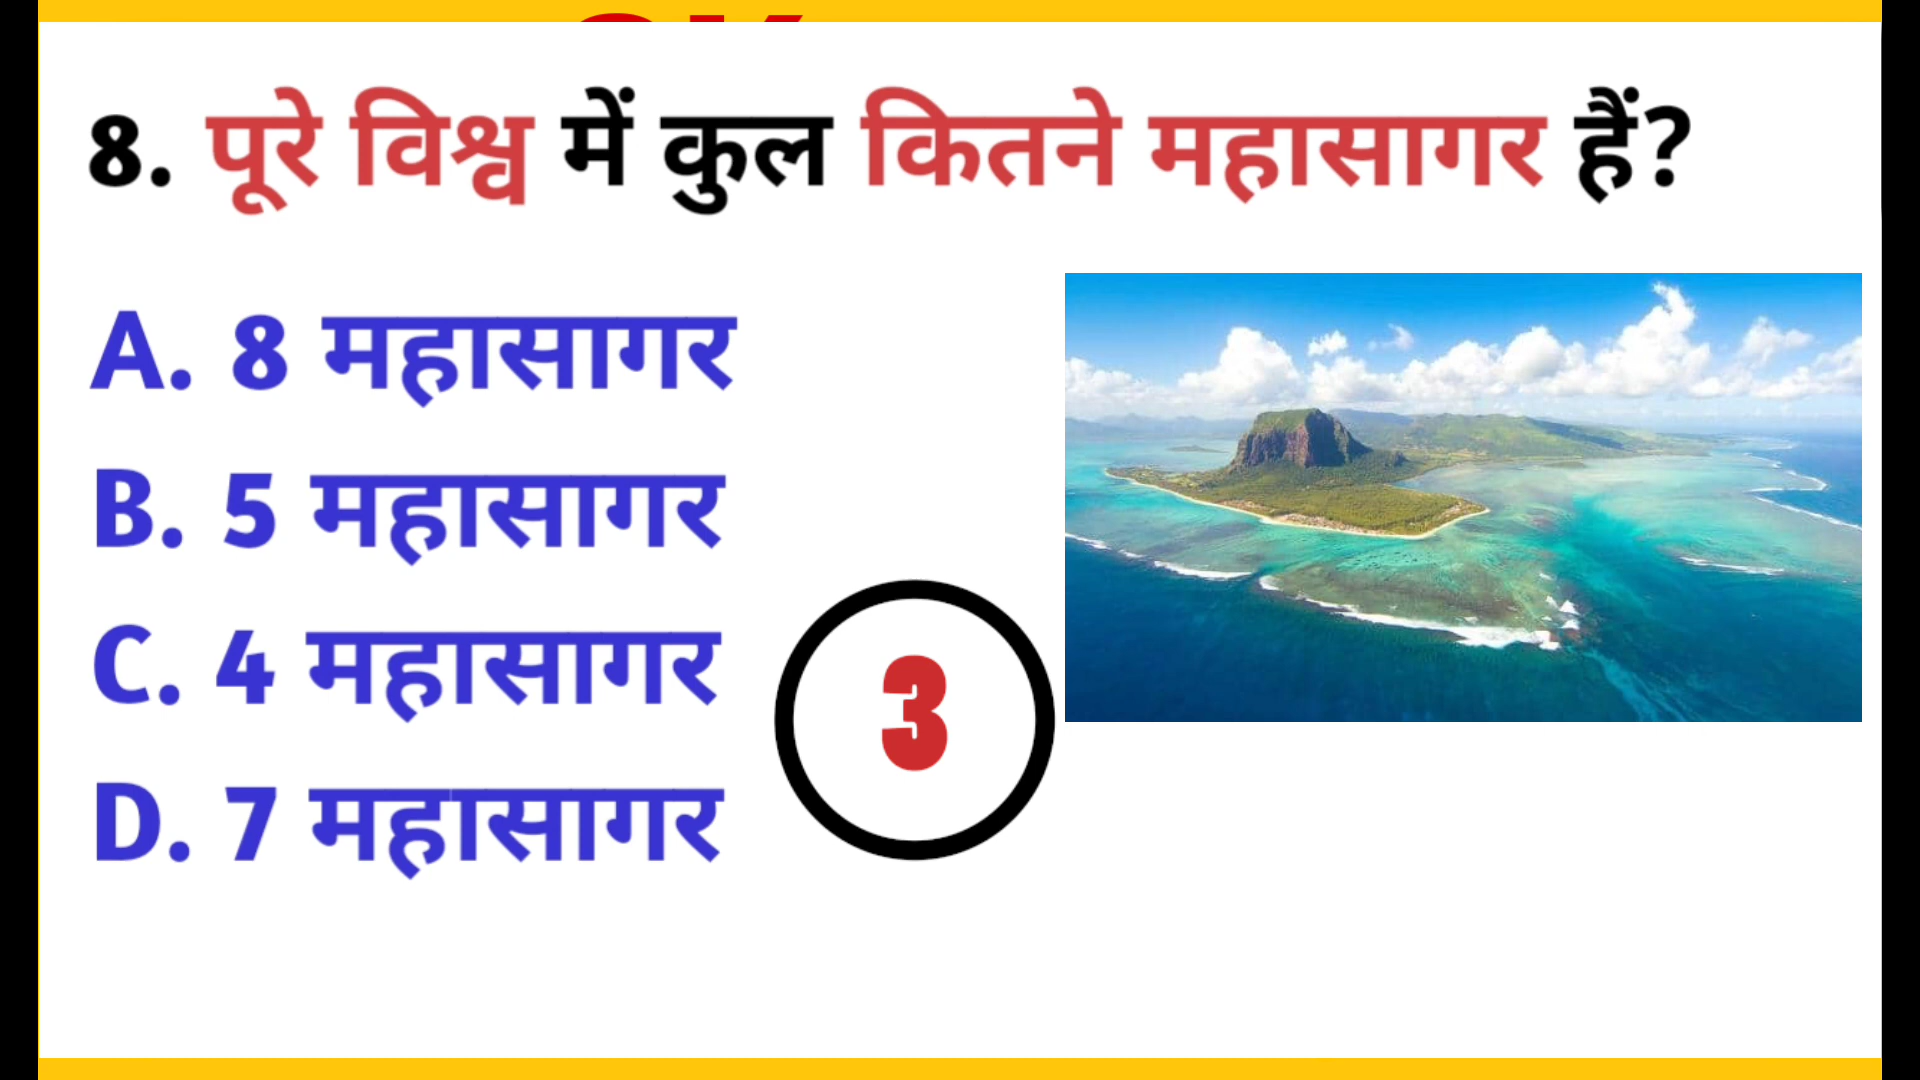 8. पूरे विश्व में कुल कितने महासागर हैं?
A. 8 महासागर
B. 5 महासागर
C. 4 महासागर
3
D. 7 महासागर